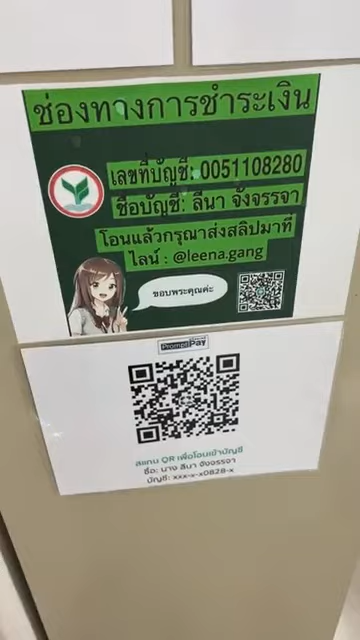 ช่องทางการชำระเงิน
เลขที่บัญชี: 0051108280
ชื่อบัญชี: ลีนา จังจรรจา
โอนแล้วกรุณาส่งสลิปมาที่
ไลน์ : @leena.gang
ขอบพระคุณค่ะ
PromptPay
สแกน QR เพื่อโอนเข้าบัญชี
ชื่อ: นาง ลีนา จังจรรจา
บัญชี: xxx-x-x0828-x